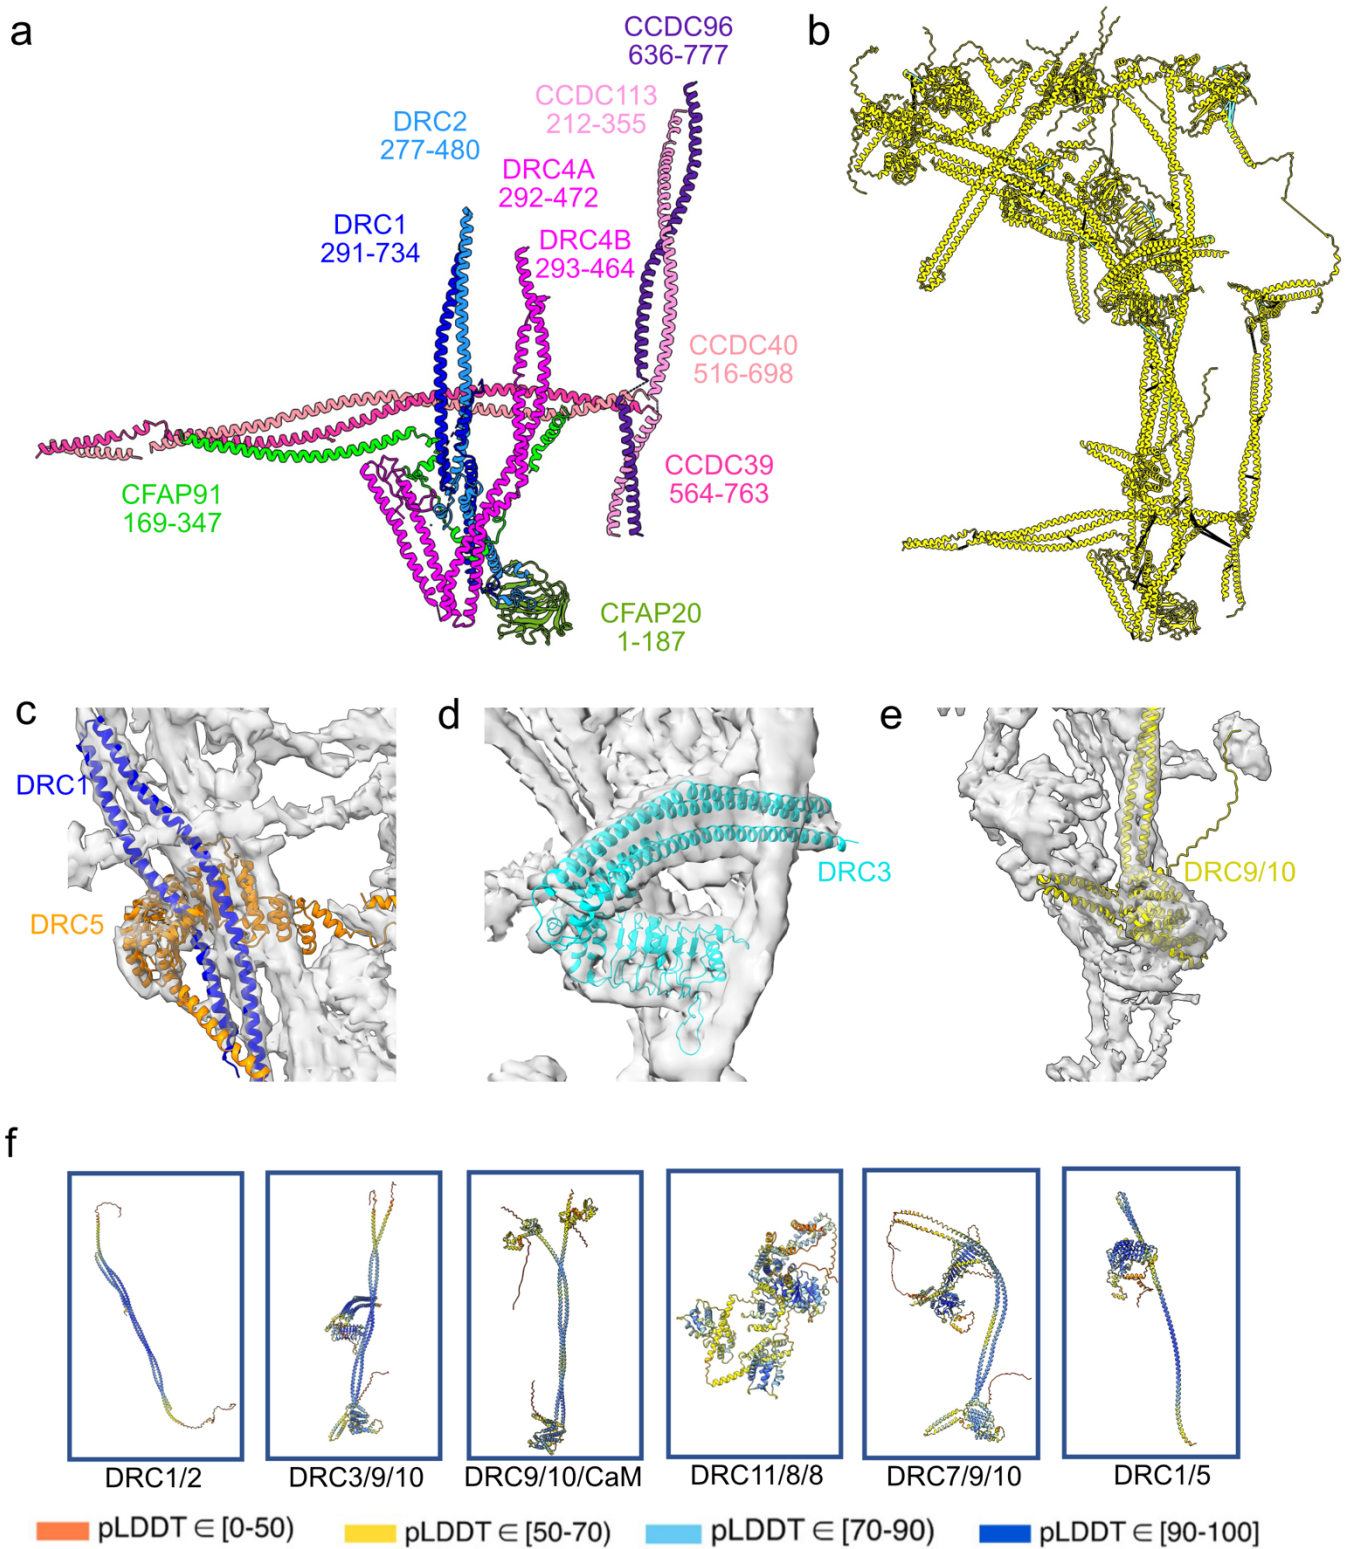 a
b
CCDC96
636-777
CCDC113
212-355
DRC2
277-480
DRC4A
292-472
DRC1
291-734
DRC4B
293-464
CCDC40
516-698
CFAP91
169-347
CCDC39
564-763
CFAP20
1-187
c
d
e
DRC1
DRC5
DRC3
DRC9/10
f
DRC1/2
DRC3/9/10
DRC9/10/CaM
DRC11/8/8
DRC7/9/10
DRC1/5
pLDDT ∈ [0-50)
pLDDT ∈ [50-70)
pLDDT ∈ [70-90)
pLDDT ∈ [90-100]